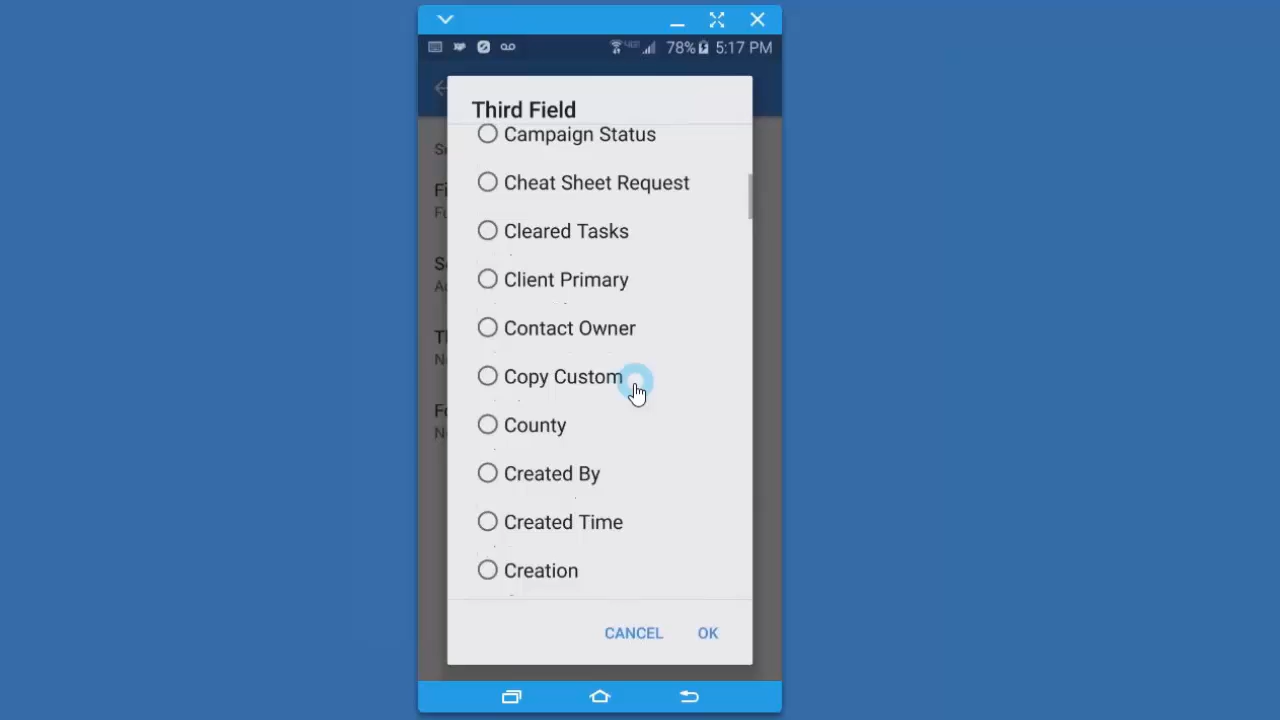 78% 5:17 PM
Third Field
Campaign Status
Cheat Sheet Request
Cleared Tasks
Client Primary
Contact Owner
Copy Custom
County
Created By
Created Time
Creation
CANCEL OK